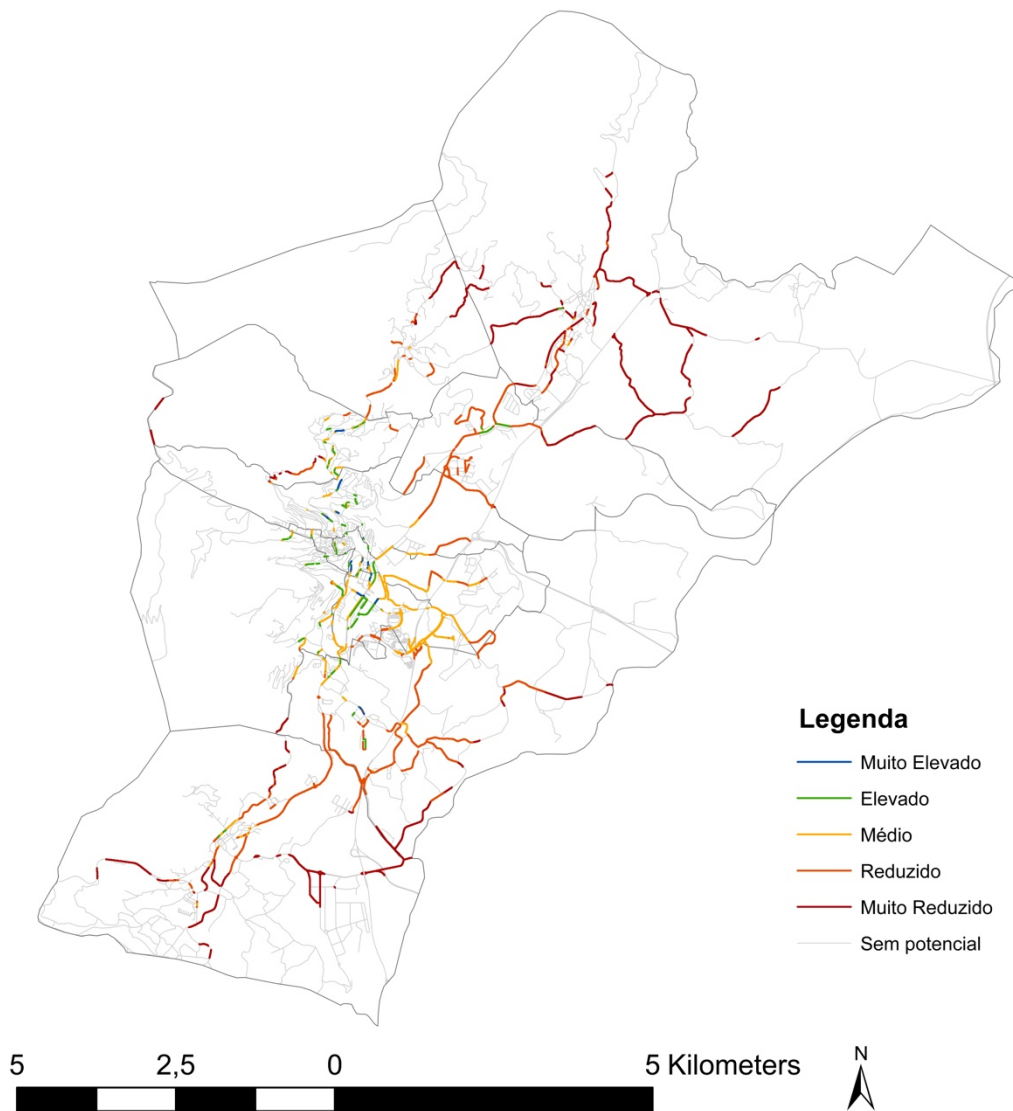 Legenda
Muito Elevado
Elevado
Médio
Reduzido
Muito Reduzido
Sem potencial
5 2,5 0 5 Kilometers
N